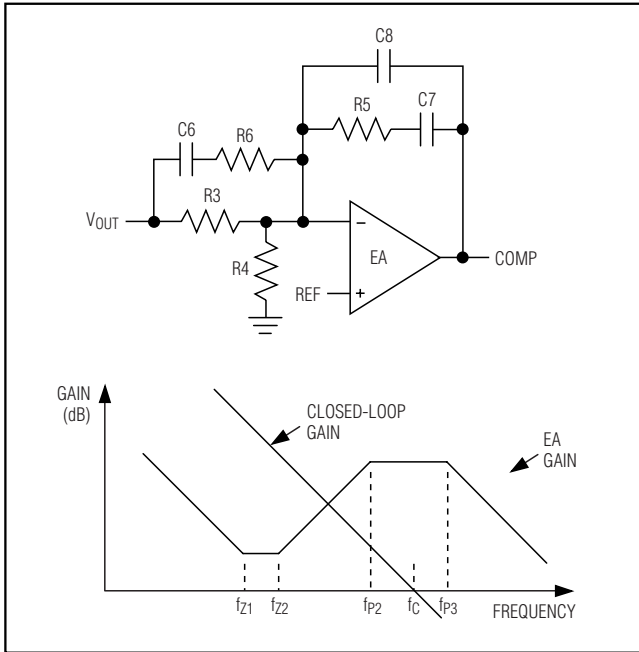 C8
R5
C7
C6
R6
R3
VOUT
R4
EA
COMP
REF
GAIN
(dB)
CLOSED-LOOP
GAIN
EA
GAIN
fZ1
fZ2
fP2
fC
fP3
FREQUENCY
−
+